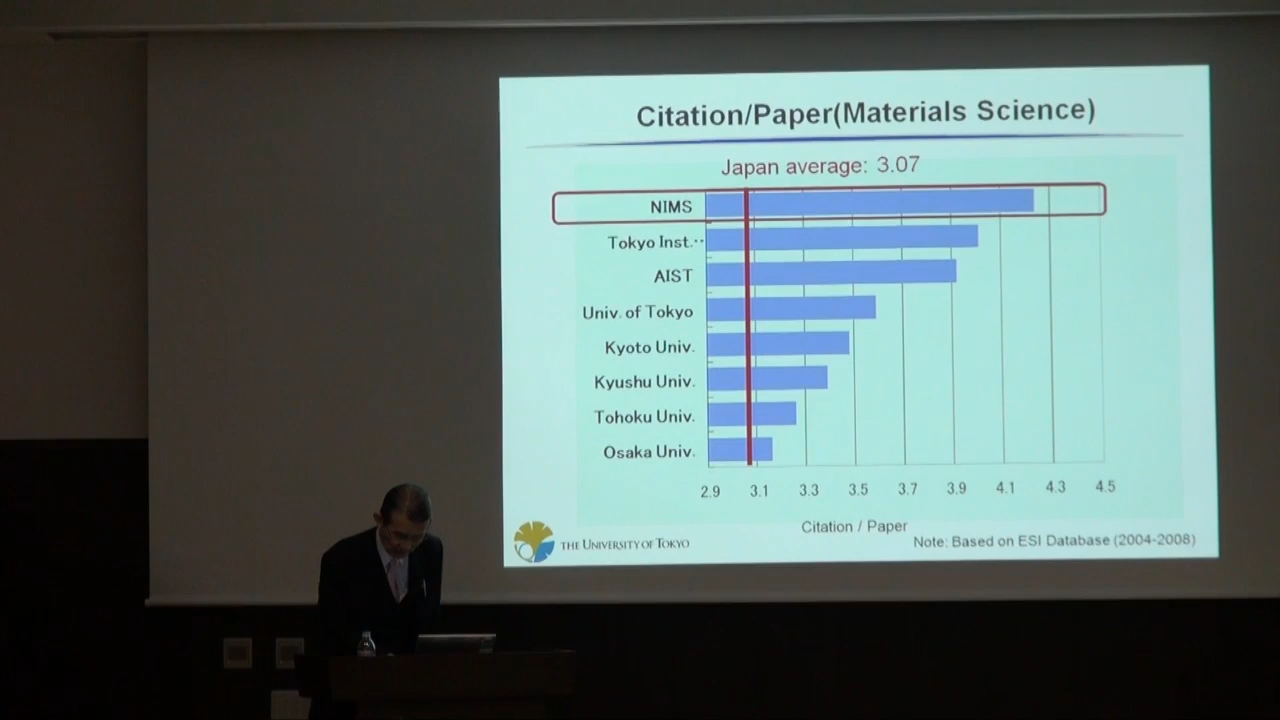 Citation/Paper(Materials Science)
Japan average: 3.07
NIMS
Tokyo Inst.··
AIST
Univ. of Tokyo
Kyoto Univ.
Kyushu Univ.
Tohoku Univ.
Osaka Univ.
2.9 3.1 3.3 3.5 3.7 3.9 4.1 4.3 4.5
Citation / Paper
THE UNIVERSITY OF TOKYO
Note: Based on ESI Database (2004-2008)